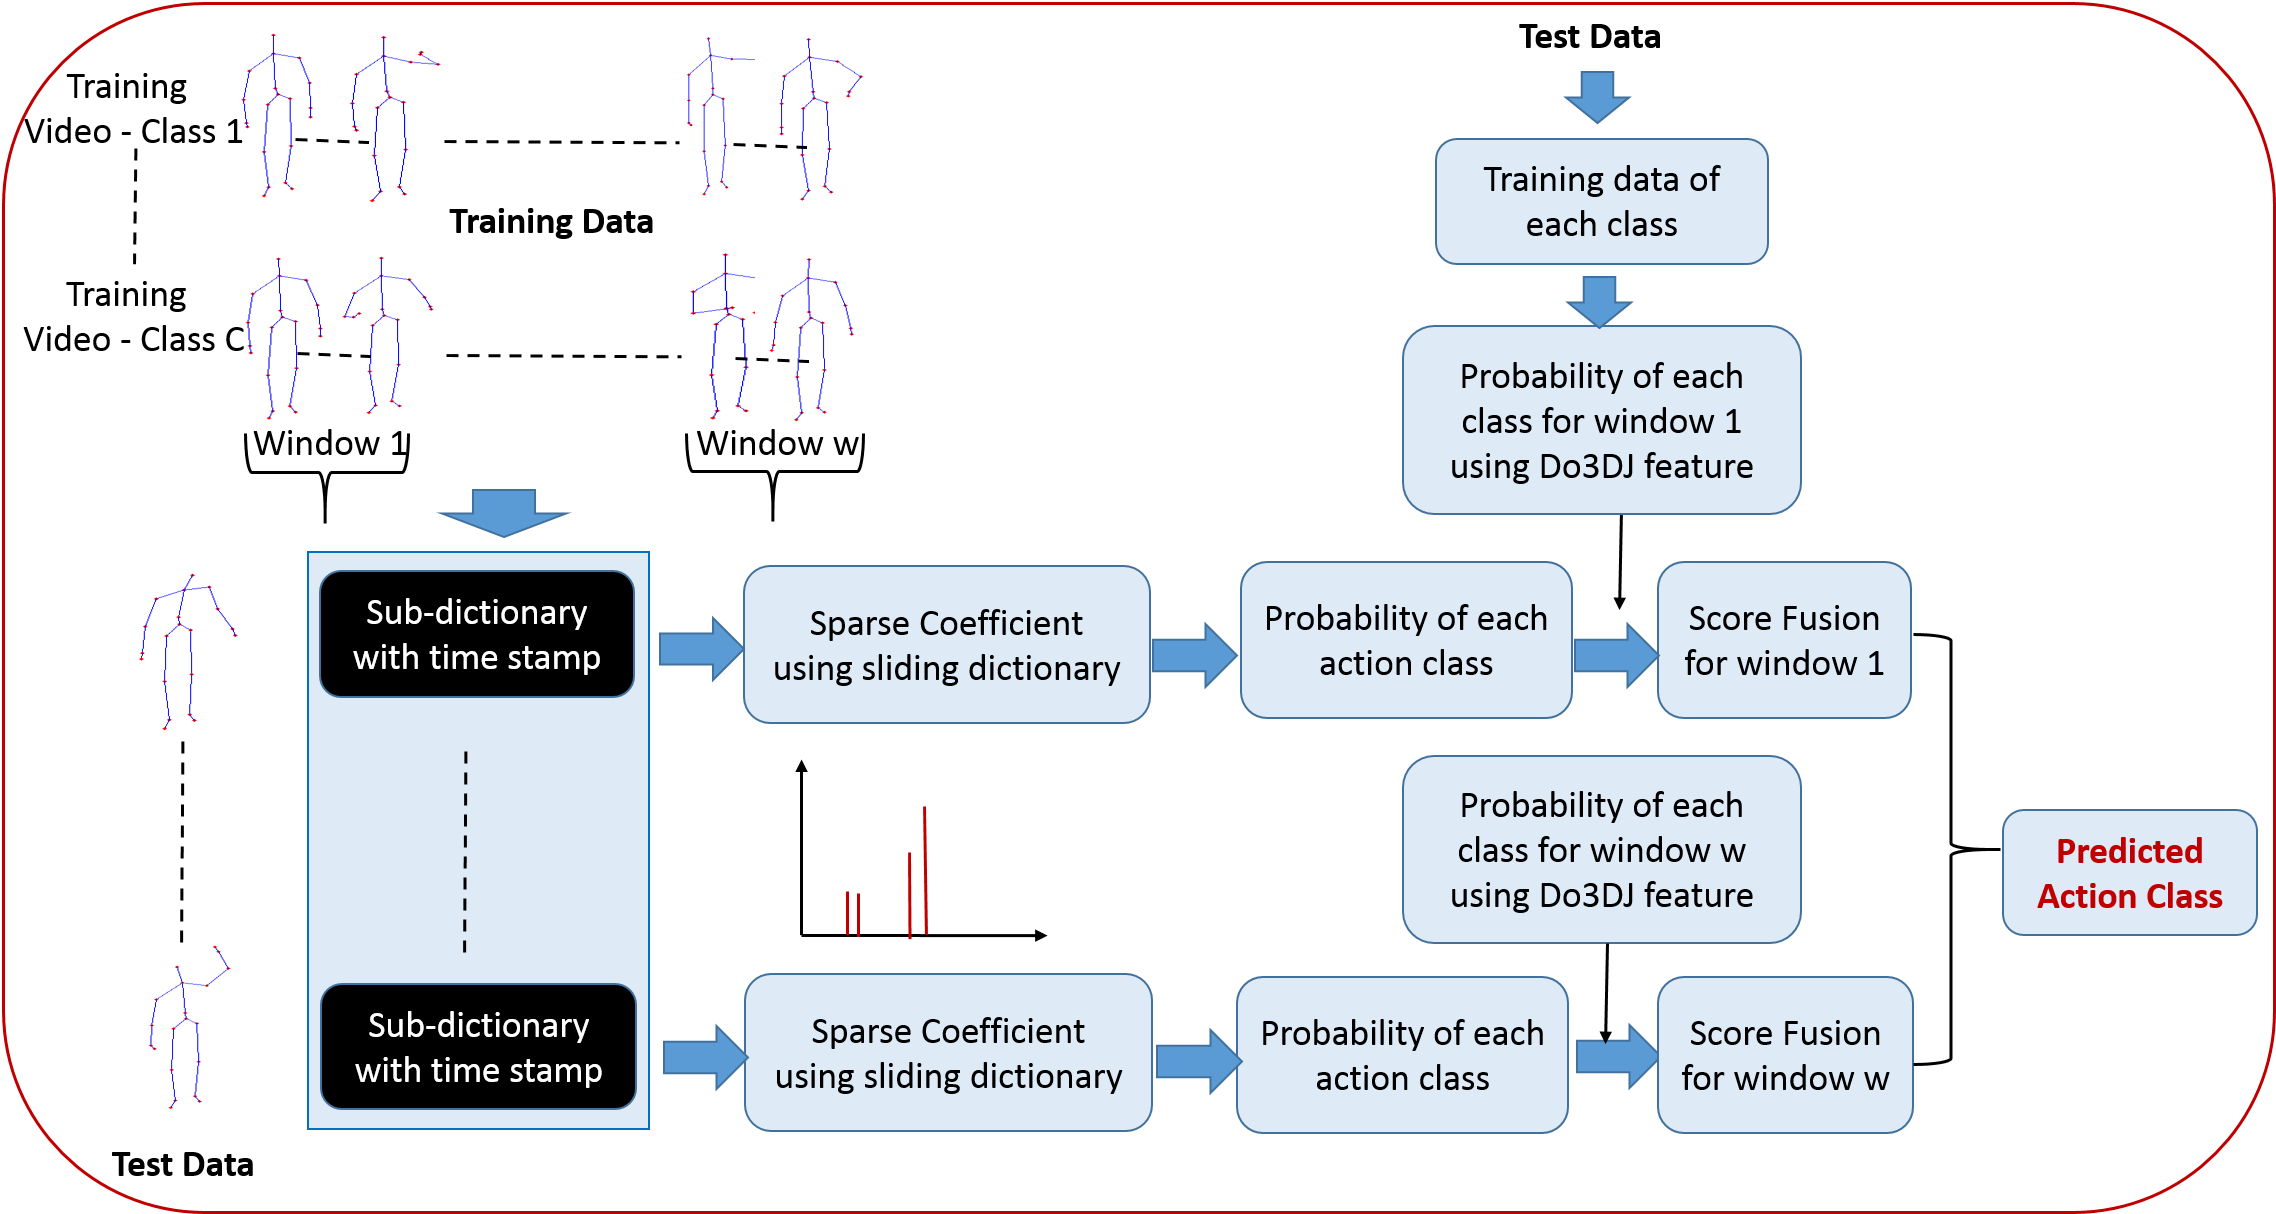 Training
Video - Class 1
Training Data
Training
Video - Class C
Window 1
Window w
Test Data
Training data of
each class
Probability of each
class for window 1
using Do3DJ feature
Sub-dictionary
with time stamp
Sparse Coefficient
using sliding dictionary
Probability of each
action class
Score Fusion
for window 1
Probability of each
class for window w
using Do3DJ feature
Predicted
Action Class
Sub-dictionary
with time stamp
Sparse Coefficient
using sliding dictionary
Probability of each
action class
Score Fusion
for window w
Test Data